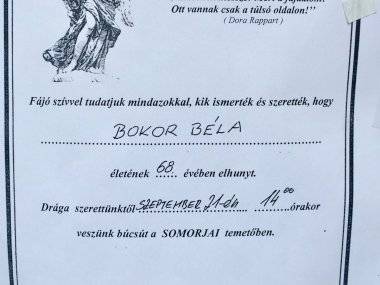 Ott vannak csak a túlsó oldalon!”
( Dora Rappart )
Fájó szívvel tudatjuk mindazokkal, kik ismerték és szerették, hogy
BOKOR BÉLA
életének 68. évében elhunyt.
Drága szerettünktől SZEPTEMBER 21-én 14⁰⁰ órakor
veszünk búcsút a SOMORJAI temetőben.